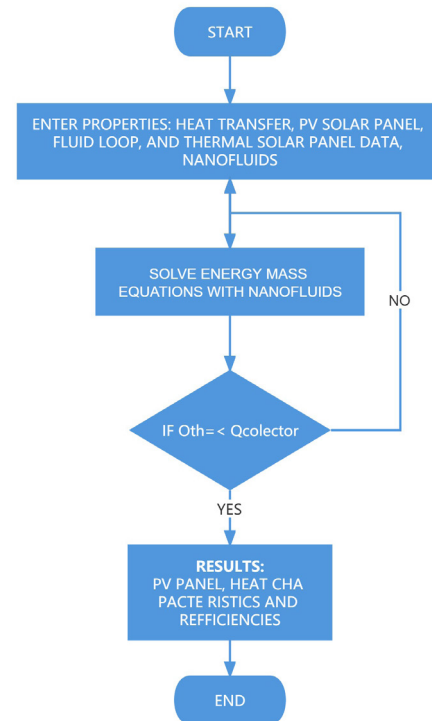 START
ENTER PROPERTIES: HEAT TRANSFER, PV SOLAR PANEL,
FLUID LOOP, AND THERMAL SOLAR PANEL DATA,
NANOFLUIDS
SOLVE ENERGY MASS
EQUATIONS WITH NANOFLUIDS
NO
IF Oth=< Qcolector
YES
RESULTS:
PV PANEL, HEAT CHA
PACTE RISTICS AND
REFFICIENCIES
END